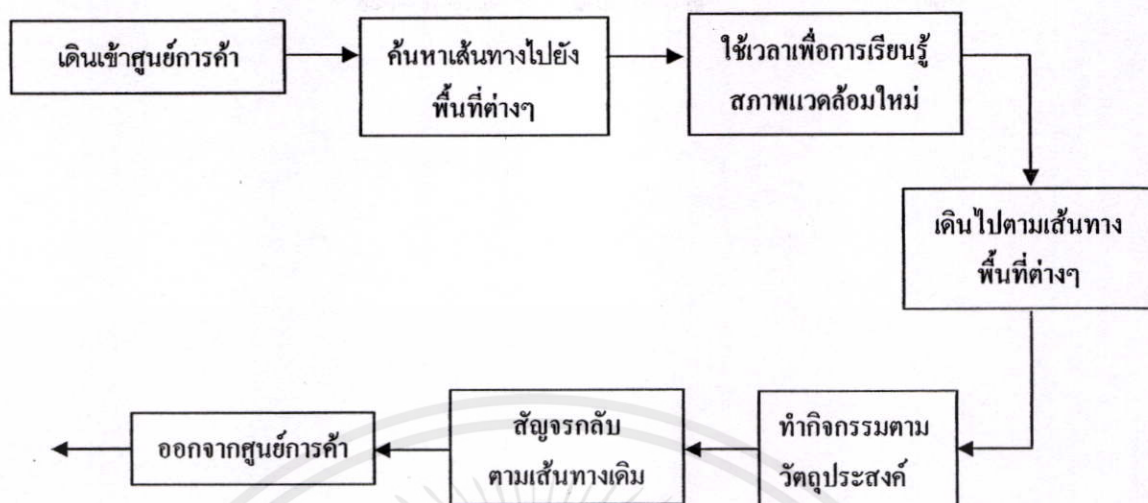 เดินเข้าศูนย์การค้า
ค้นหาเส้นทางไปยัง
พื้นที่ต่างๆ
ใช้เวลาเพื่อการเรียนรู้
สภาพแวดล้อมใหม่
เดินไปตามเส้นทาง
พื้นที่ต่างๆ
ทำกิจกรรมตาม
วัตถุประสงค์
สัญจรกลับ
ตามเส้นทางเดิม
ออกจากศูนย์การค้า